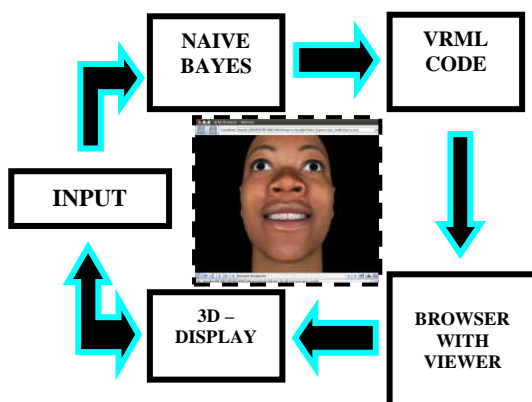 NAIVE
BAYES
VRML
CODE
INPUT
3D –
DISPLAY
BROWSER
WITH
VIEWER